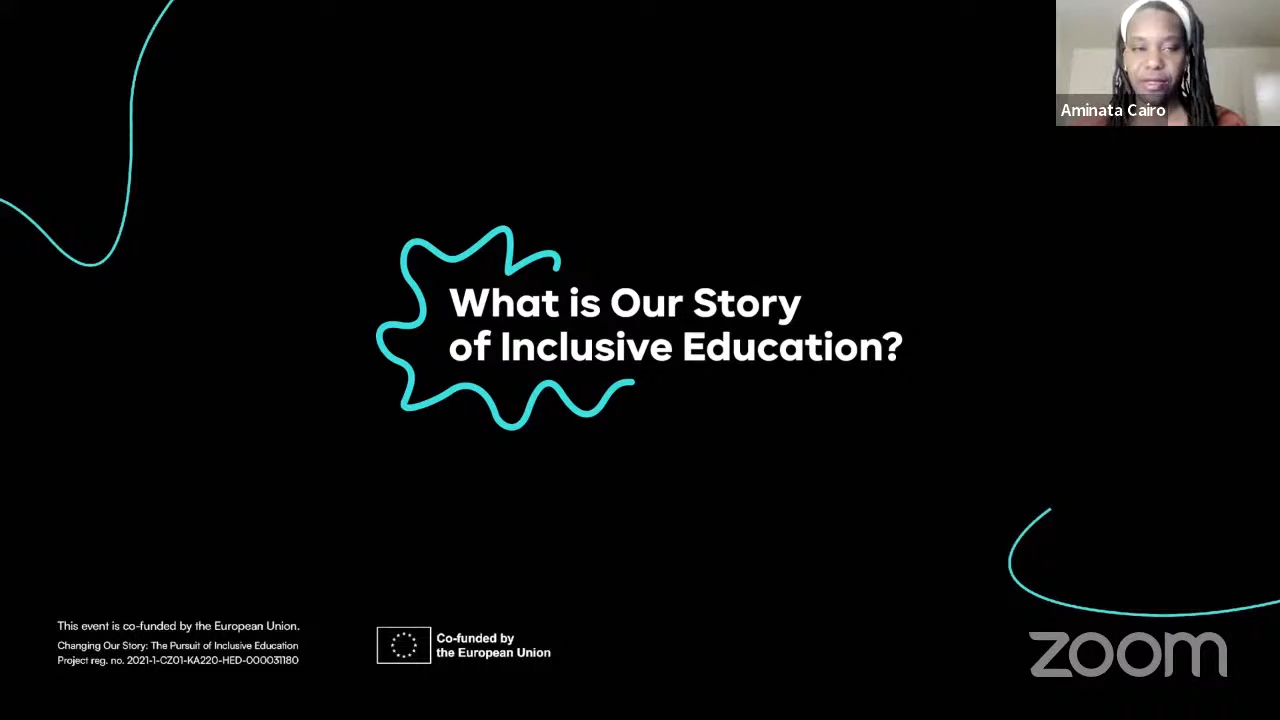 Aminata Cairo
What is Our Story
of Inclusive Education?
This event is co-funded by the European Union.
Changing Our Story: The Pursuit of Inclusive Education
Project reg. no. 2021-1-CZ01-KA220-HED-000031180
Co-funded by
the European Union
zoom